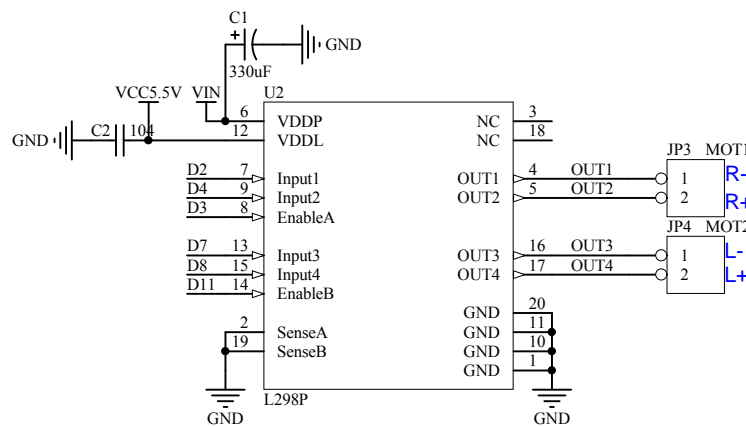 C1
+
GND
330uF
U2
VCC5.5V
VIN
GND
C2
104
6 VDDP
12 VDDL
NC 3
NC 18
D2 7 Input1
D4 9 Input2
D3 8 EnableA
OUT1 4 OUT1
OUT2 5 OUT2
JP3 MOT1
1 R-
2 R+
D7 13 Input3
D8 15 Input4
D11 14 EnableB
OUT3 16 OUT3
OUT4 17 OUT4
JP4 MOT2
1 L-
2 L+
2 SenseA
19 SenseB
GND 20
GND 11
GND 10
GND 1
GND
L298P
GND